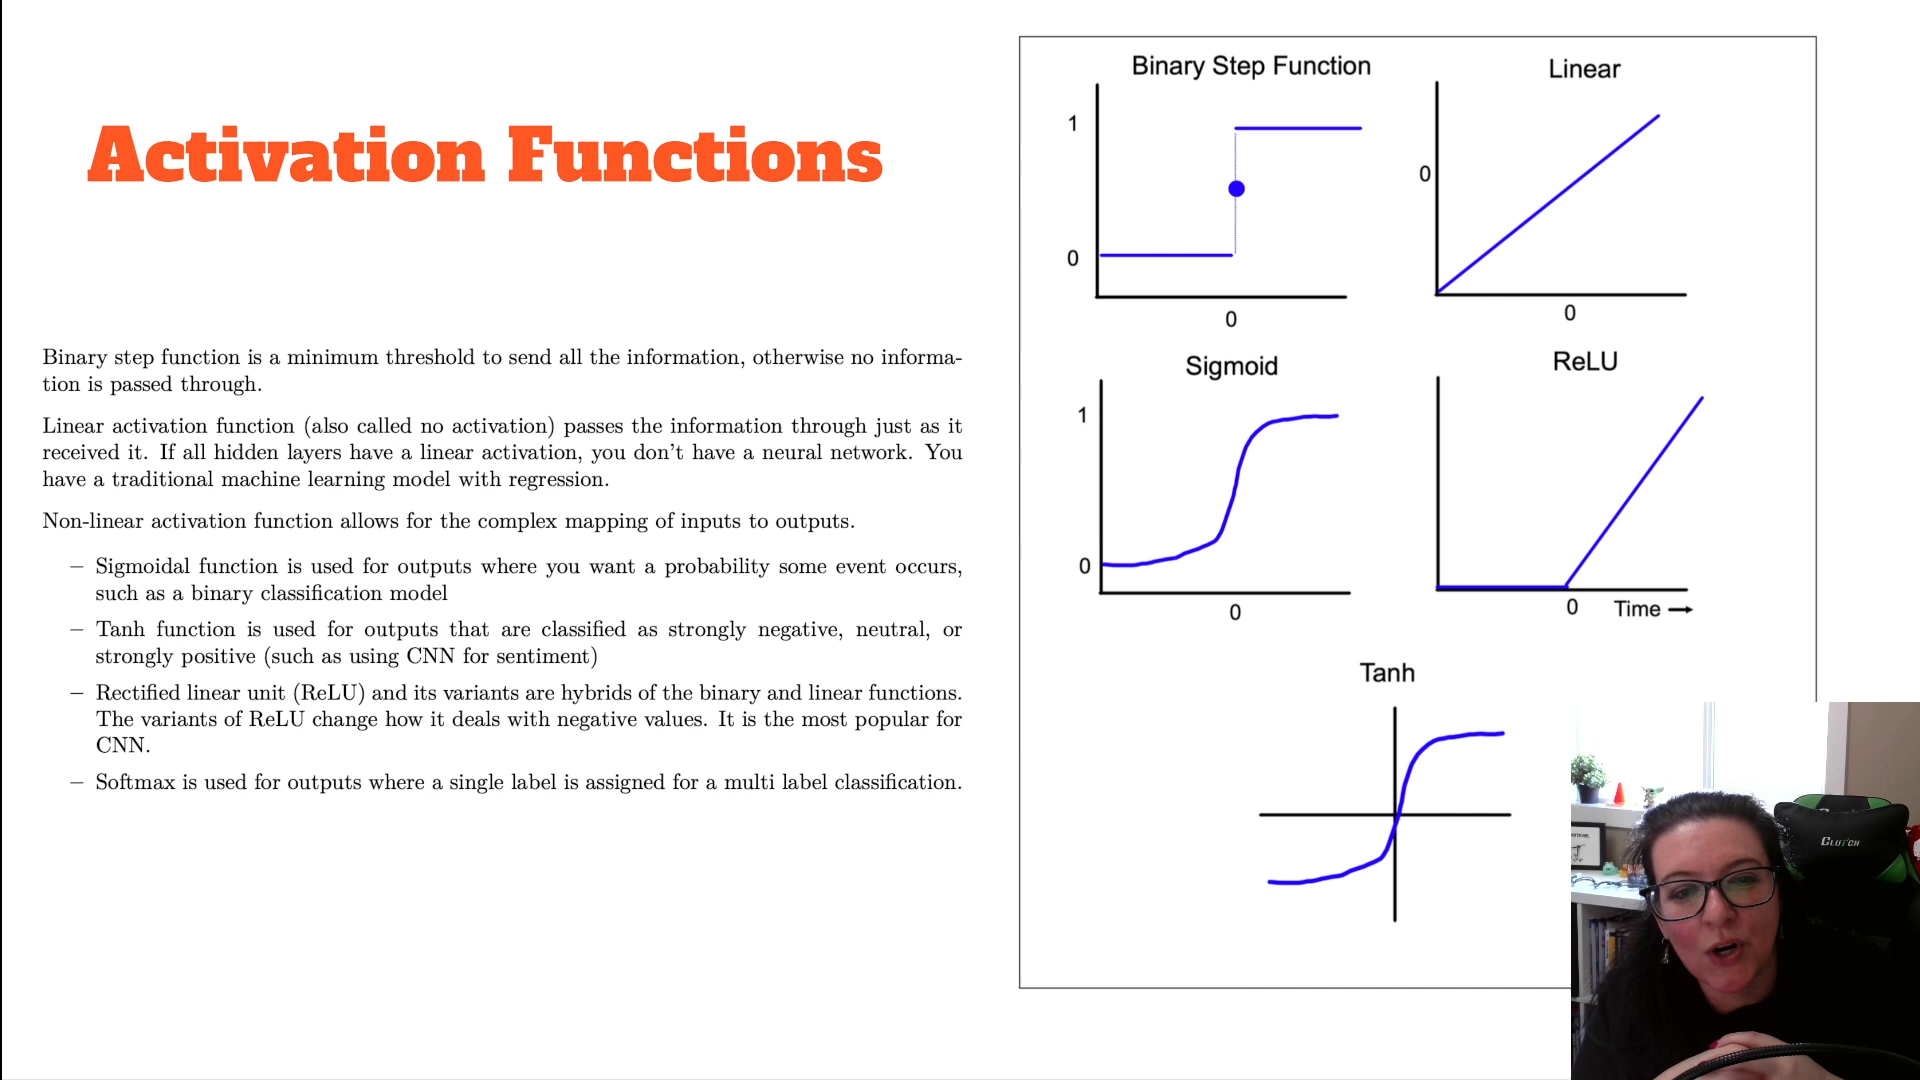 Activation Functions
Binary step function is a minimum threshold to send all the information, otherwise no informa-
tion is passed through.
Linear activation function (also called no activation) passes the information through just as it
received it. If all hidden layers have a linear activation, you don't have a neural network. You
have a traditional machine learning model with regression.
Non-linear activation function allows for the complex mapping of inputs to outputs.
– Sigmoidal function is used for outputs where you want a probability some event occurs,
such as a binary classification model
– Tanh function is used for outputs that are classified as strongly negative, neutral, or
strongly positive (such as using CNN for sentiment)
– Rectified linear unit (ReLU) and its variants are hybrids of the binary and linear functions.
The variants of ReLU change how it deals with negative values. It is the most popular for
CNN.
– Softmax is used for outputs where a single label is assigned for a multi label classification.
Binary Step Function
1
0
0
Linear
0
0
Sigmoid
1
0
0
ReLU
0 Time
Tanh
CLUTCH